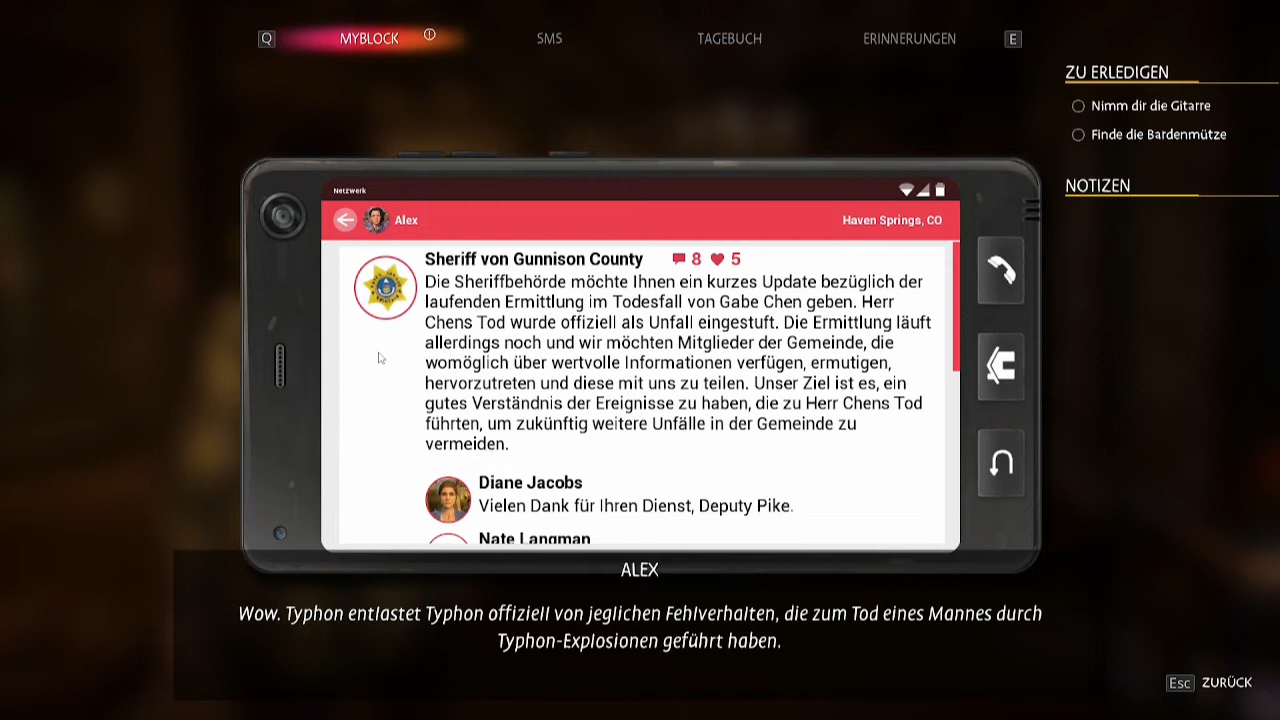 Q MYBLOCK SMS TAGEBUCH ERINNERUNGEN E
ZU ERLEDIGEN
Nimm dir die Gitarre
Finde die Bardenmütze
NOTIZEN
Netzwerk
Alex Haven Springs, CO
Sheriff von Gunnison County 8 5
Die Sheriffbehörde möchte Ihnen ein kurzes Update bezüglich der
laufenden Ermittlung im Todesfall von Gabe Chen geben. Herr
Chens Tod wurde offiziell als Unfall eingestuft. Die Ermittlung läuft
allerdings noch und wir möchten Mitglieder der Gemeinde, die
womöglich über wertvolle Informationen verfügen, ermutigen,
hervorzutreten und diese mit uns zu teilen. Unser Ziel ist es, ein
gutes Verständnis der Ereignisse zu haben, die zu Herr Chens Tod
führten, um zukünftig weitere Unfälle in der Gemeinde zu
vermeiden.
Diane Jacobs
Vielen Dank für Ihren Dienst, Deputy Pike.
Nate Langman
ALEX
Wow. Typhon entlastet Typhon offiziell von jeglichen Fehlverhalten, die zum Tod eines Mannes durch
Typhon-Explosionen geführt haben.
Esc ZURÜCK